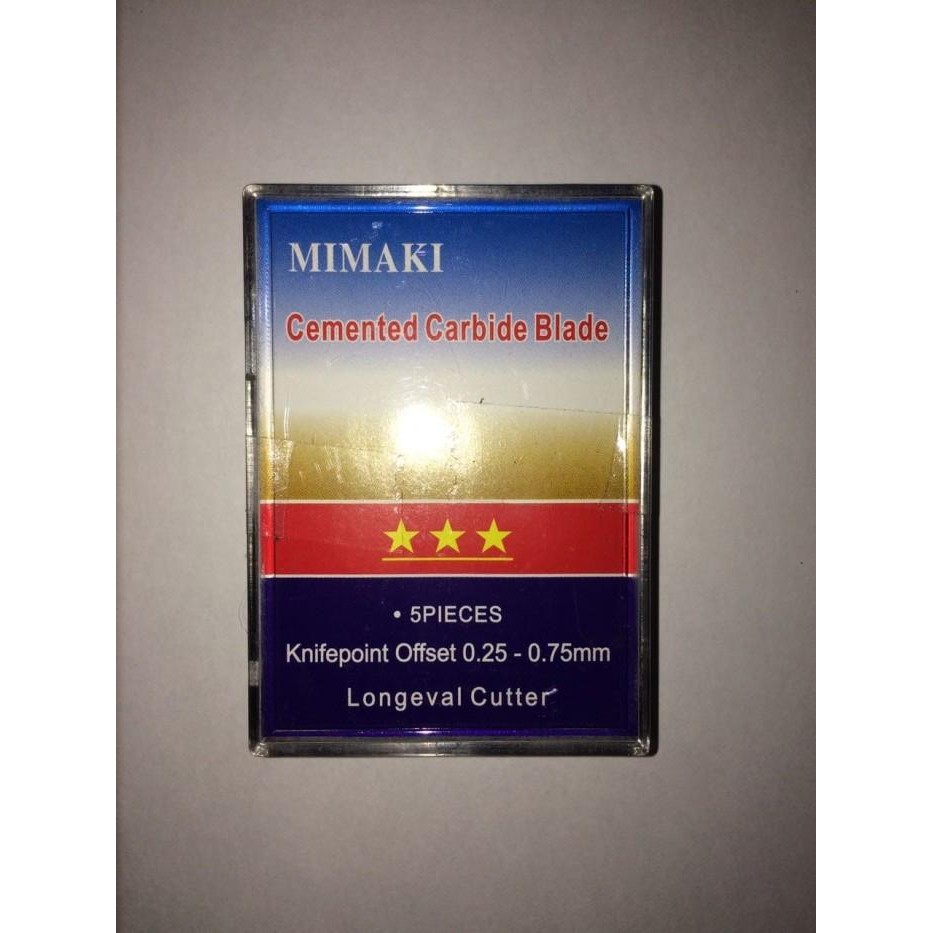 MIMAKI
Cemented Carbide Blade
• 5PIECES
Knifepoint Offset 0.25 - 0.75mm
Longeval Cutter